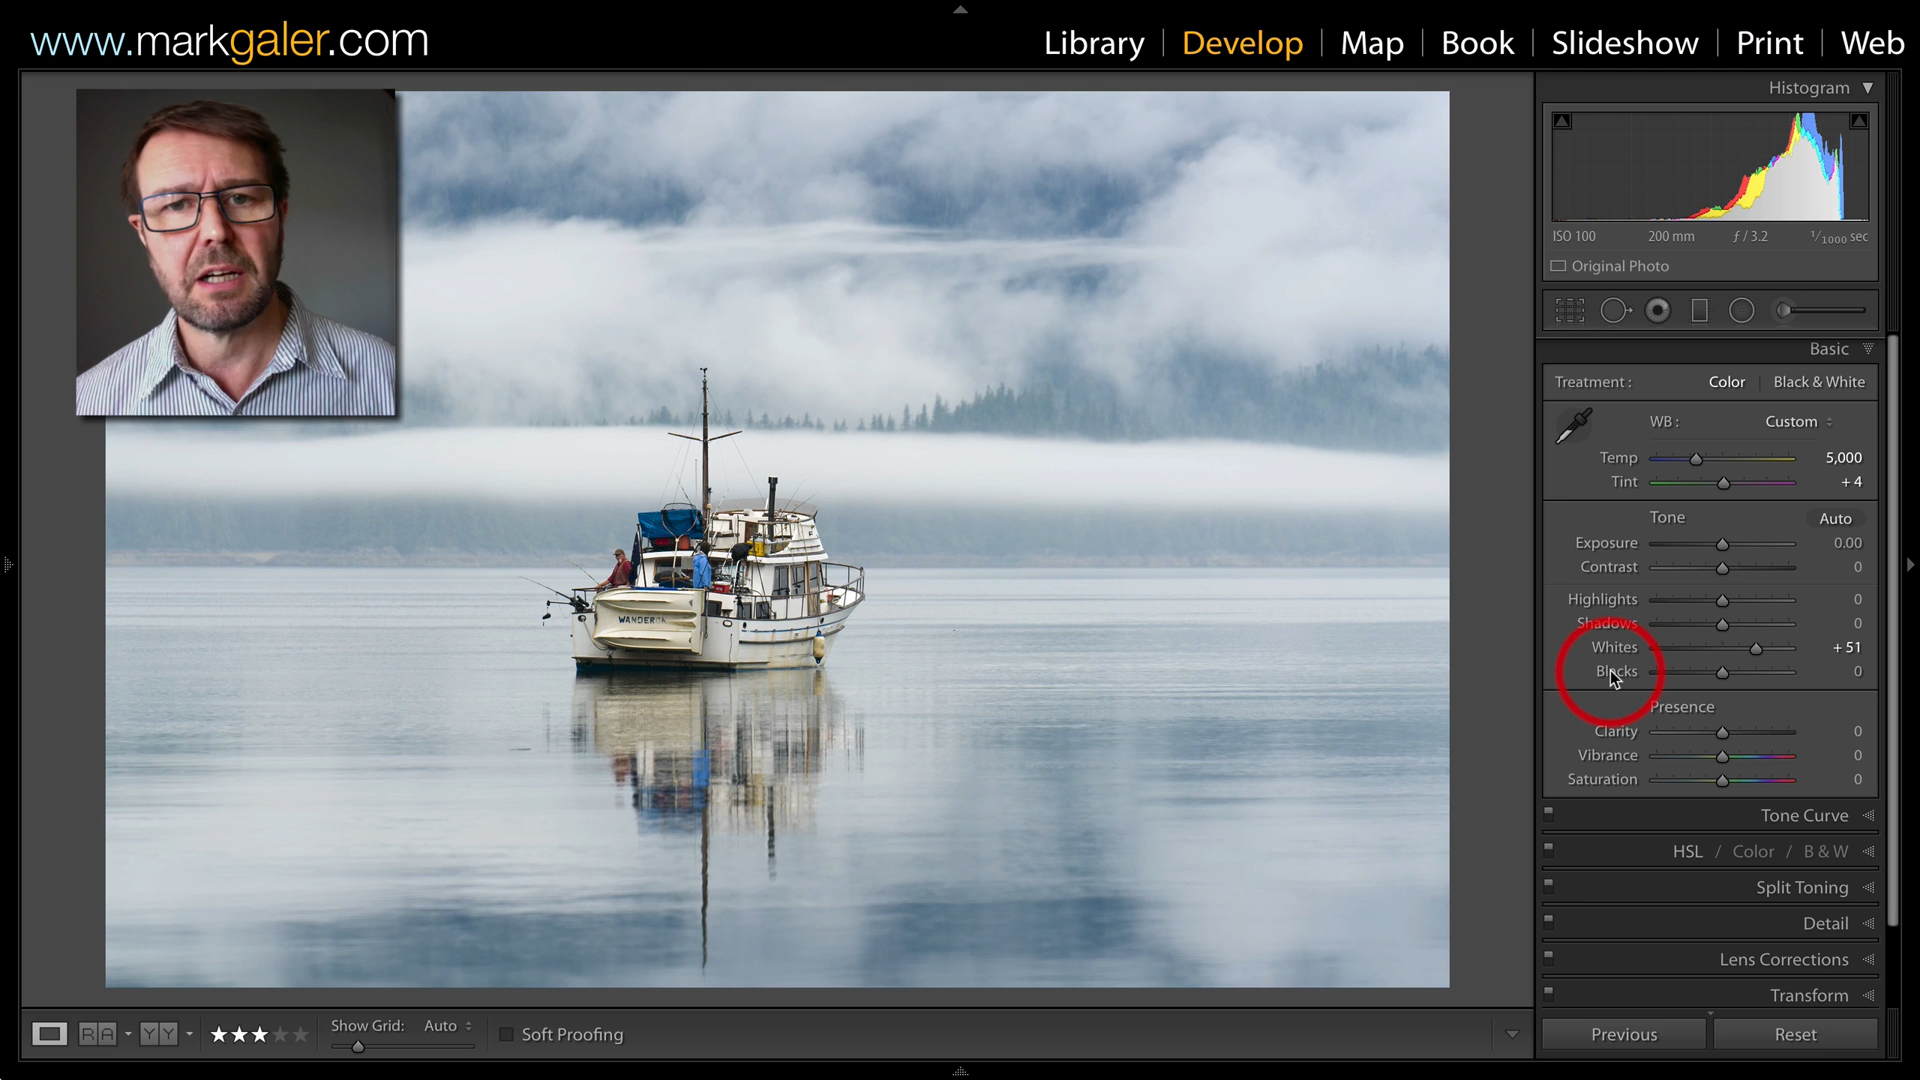 www.markgaler.com
Library | Develop | Map | Book | Slideshow | Print | Web
Histogram
ISO 100 200 mm ƒ / 3.2 1/1000 sec
Original Photo
Basic
Treatment : Color | Black & White
WB : Custom
Temp 5,000
Tint + 4
Tone Auto
Exposure 0.00
Contrast 0
Highlights 0
Shadows 0
Whites + 51
Blacks 0
Presence
Clarity 0
Vibrance 0
Saturation 0
Tone Curve
HSL / Color / B & W
Split Toning
Detail
Lens Corrections
Transform
R A Y Y Show Grid: Auto Soft Proofing
Previous Reset